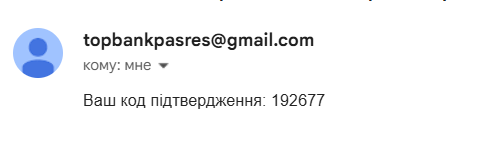 topbankpasres@gmail.com
кому: мне
Ваш код підтвердження: 192677